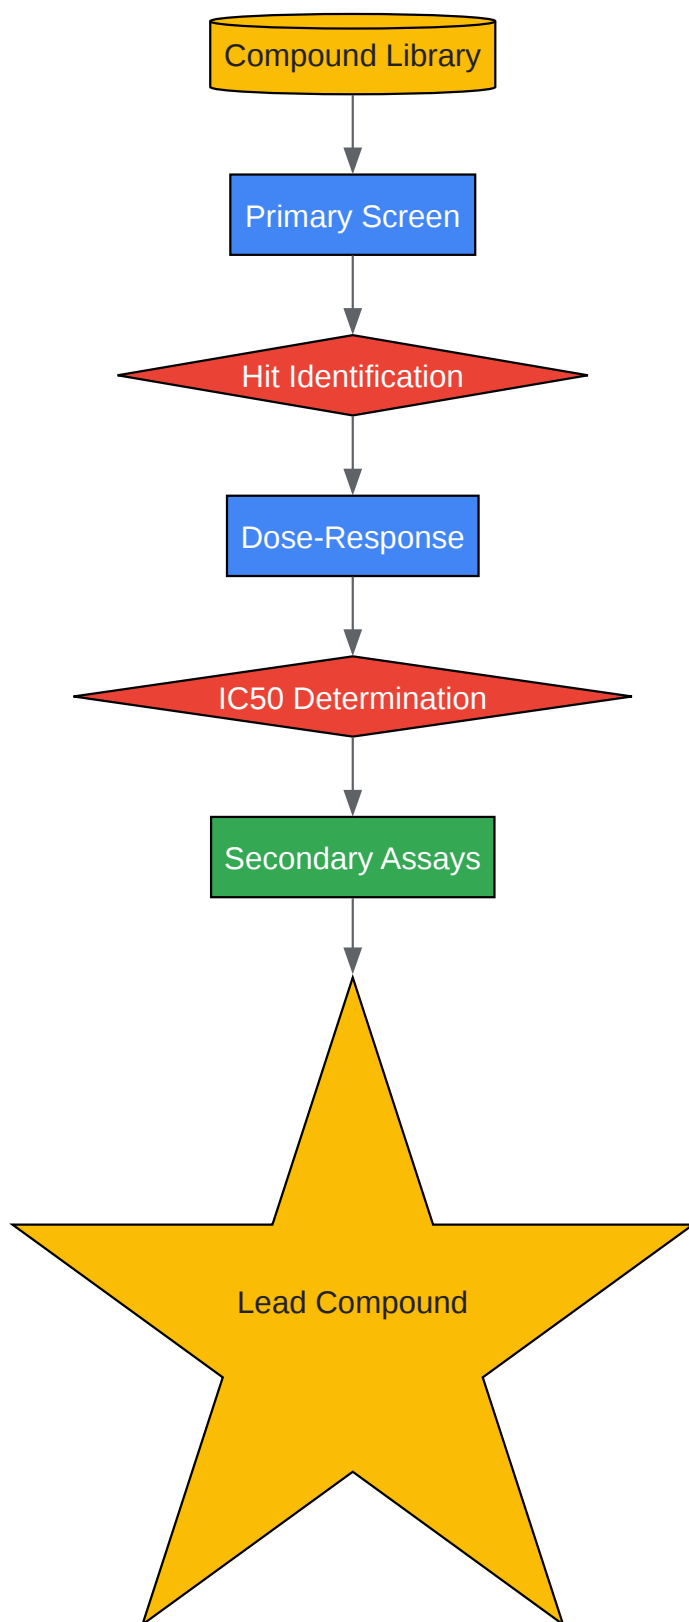 Compound Library
Primary Screen
Hit Identification
Dose-Response
IC50 Determination
Secondary Assays
Lead Compound